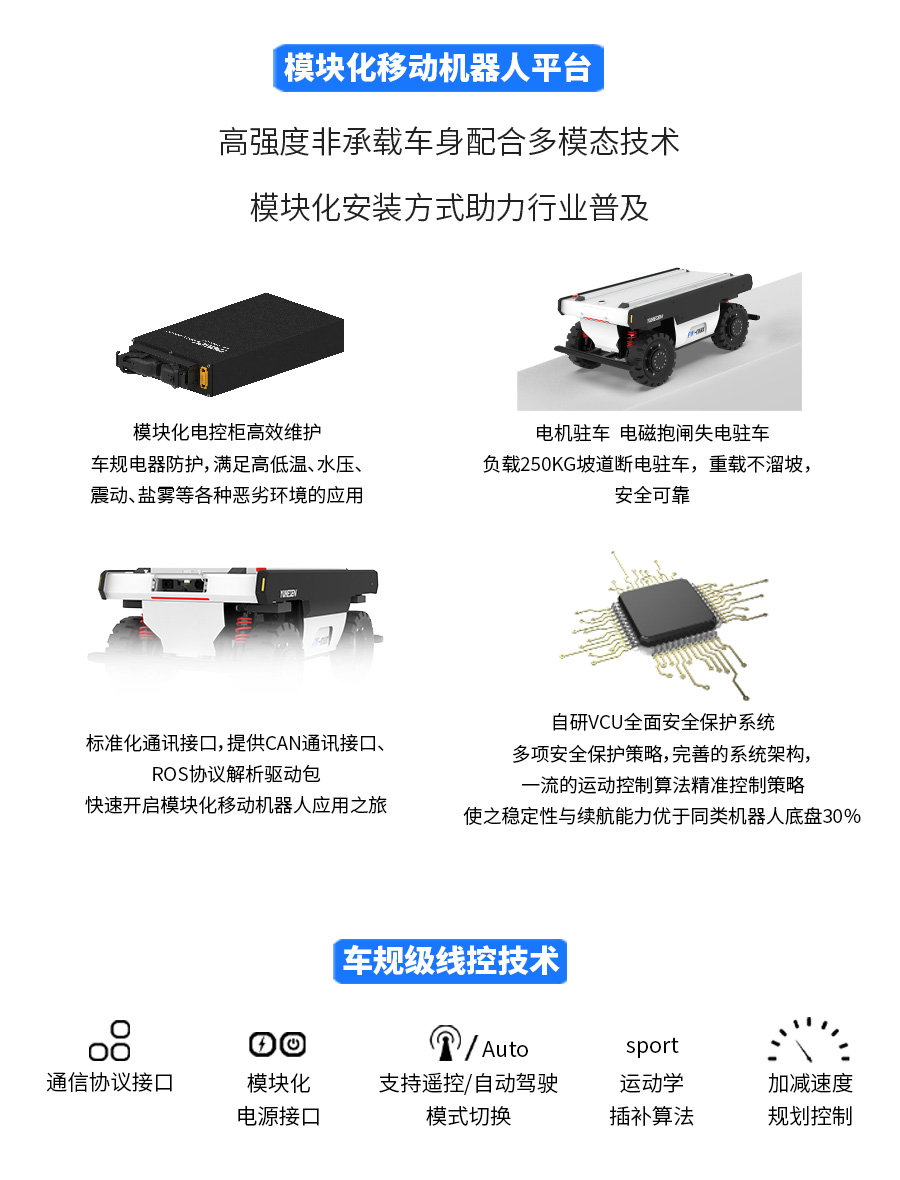 模块化移动机器人平台
高强度非承载车身配合多模态技术
模块化安装方式助力行业普及
YUHESEN
模块化电控柜高效维护
车规电器防护，满足高低温、水压、
震动、盐雾等各种恶劣环境的应用
电机驻车 电磁抱闸失电驻车
负载250KG坡道断电驻车，重载不溜坡，
安全可靠
YUHESEN
标准化通讯接口，提供CAN通讯接口、
ROS协议解析驱动包
快速开启模块化移动机器人应用之旅
自研VCU全面安全保护系统
多项安全保护策略，完善的系统架构，
一流的运动控制算法精准控制策略
使之稳定性与续航能力优于同类机器人底盘30%
车规级线控技术
通信协议接口
模块化
电源接口
/Auto
支持遥控/自动驾驶
模式切换
sport
运动学
插补算法
加减速度
规划控制